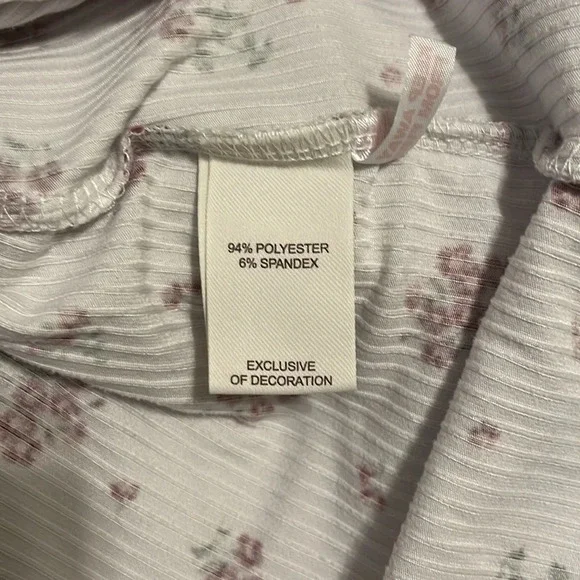 94% POLYESTER
6% SPANDEX
EXCLUSIVE
OF DECORATION